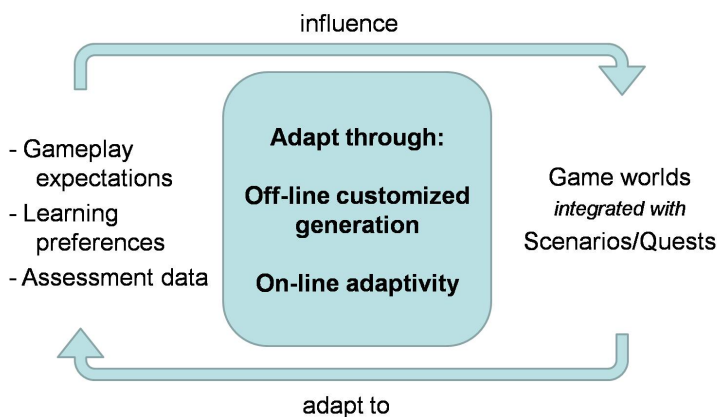 influence
- Gameplay
expectations
- Learning
preferences
- Assessment data
Adapt through:
Off-line customized
generation
On-line adaptivity
Game worlds
integrated with
Scenarios/Quests
adapt to